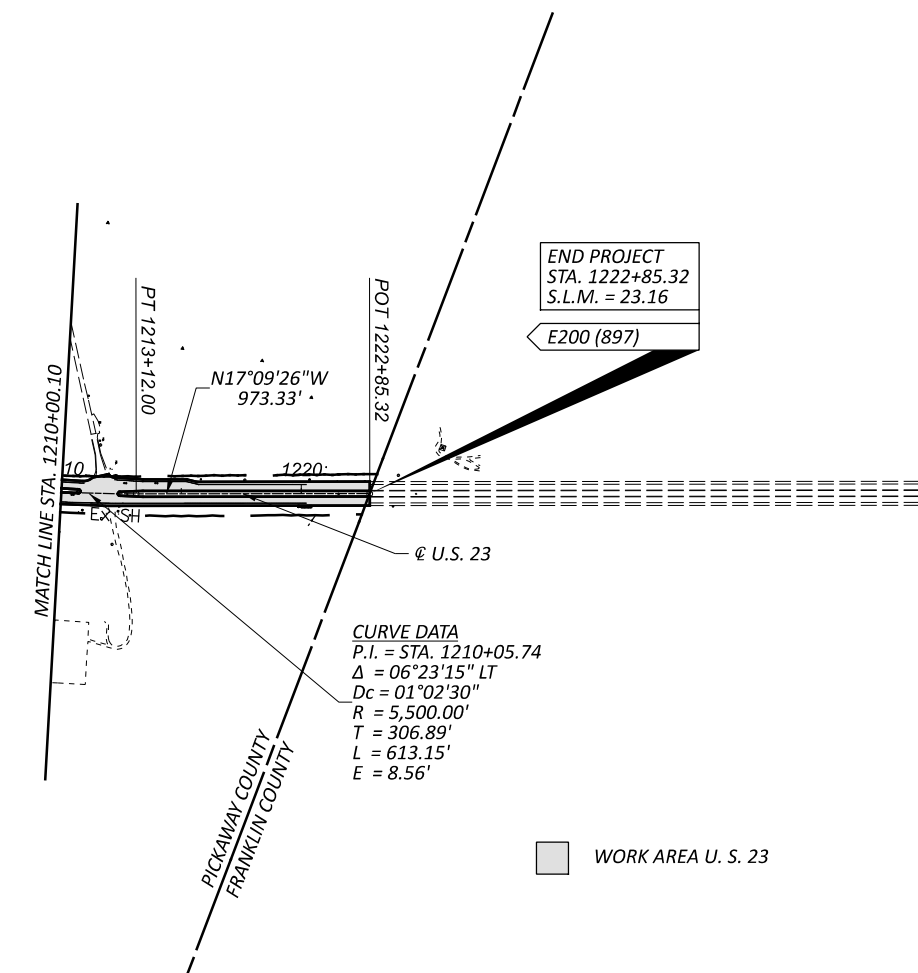 END PROJECT
STA. 1222+85.32
S.L.M. = 23.16
E200 (897)
PT 1213+12.00
POT 1222+85.32
N17°09'26"W
973.33'
MATCH LINE STA. 1210+00.10
10
1220
EX SH
℄ U.S. 23
CURVE DATA
P.I. = STA. 1210+05.74
Δ = 06°23'15" LT
Dc = 01°02'30"
R = 5,500.00'
T = 306.89'
L = 613.15'
E = 8.56'
PICKAWAY COUNTY
FRANKLIN COUNTY
WORK AREA U. S. 23